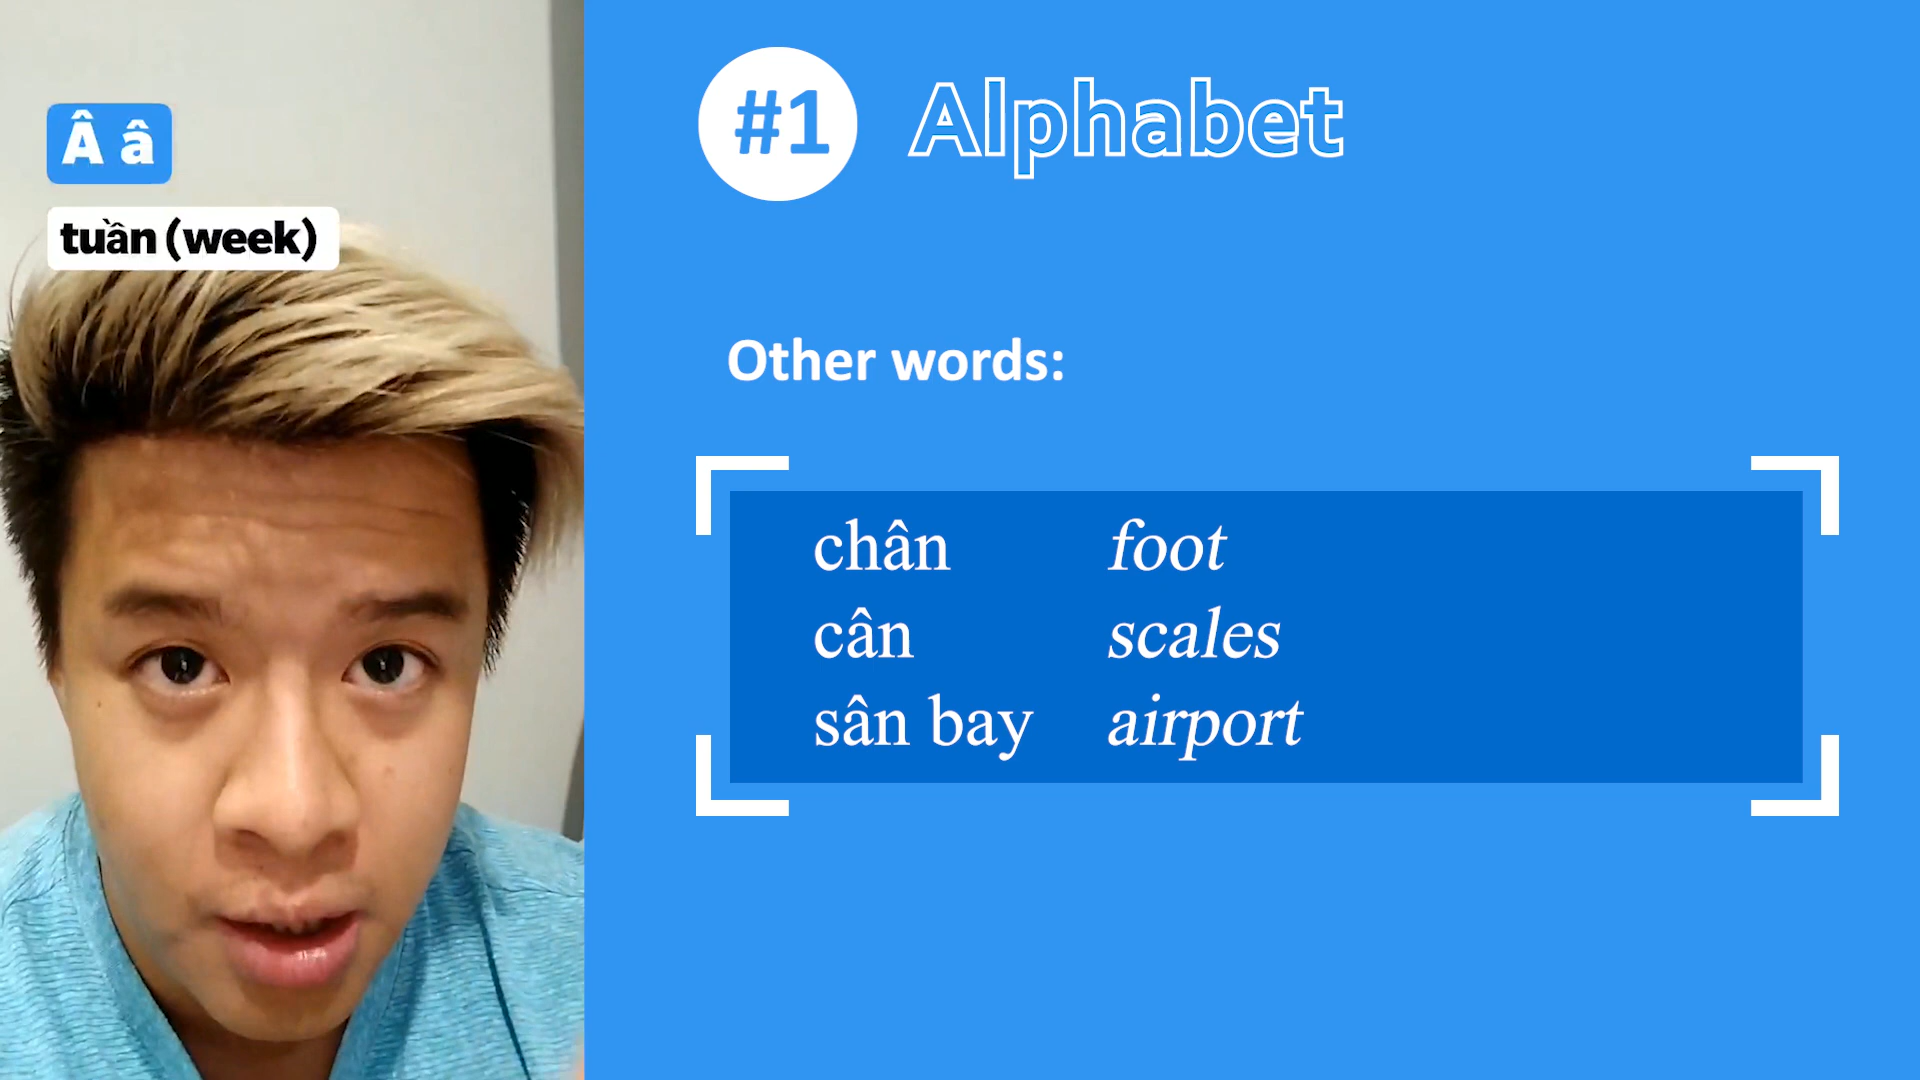 Â â
tuần (week)
#1 Alphabet
Other words:
chân foot
cân scales
sân bay airport